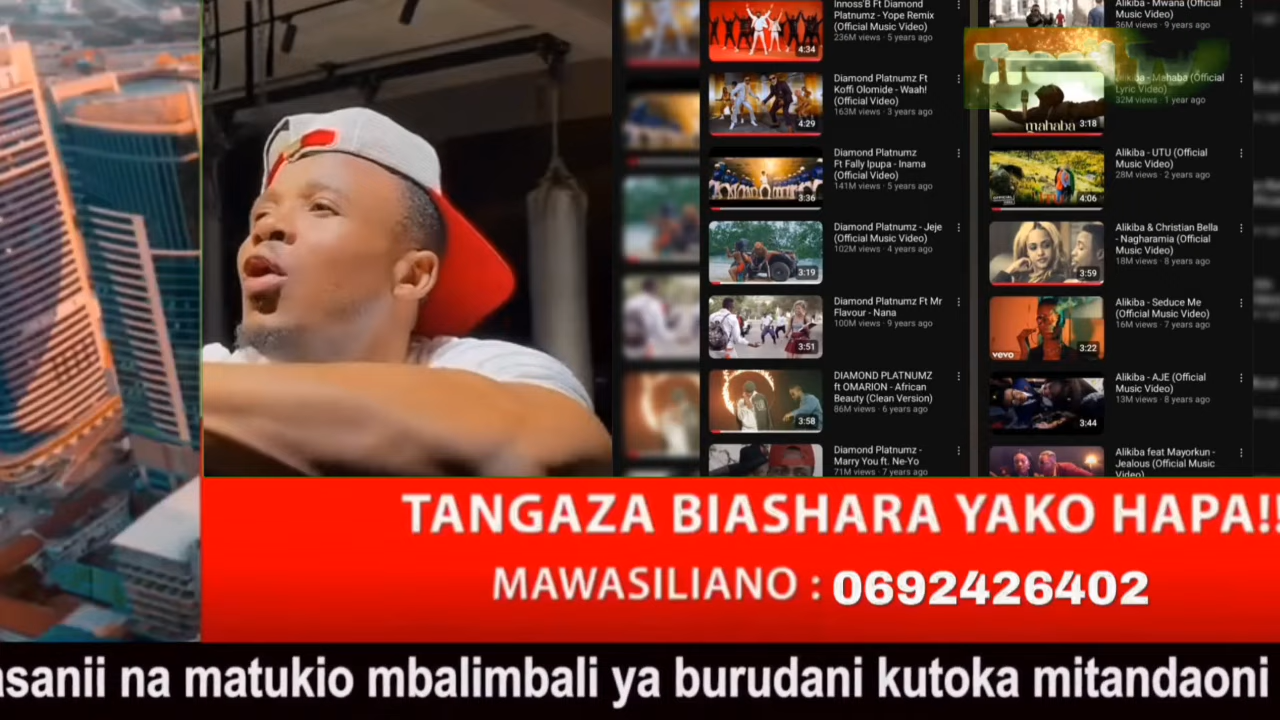 Innoss'B Ft Diamond
Platnumz - Yope Remix
(Official Music Video)
236M views · 5 years ago
4:34
Diamond Platnumz Ft
Koffi Olomide - Waah!
(Official Video)
163M views · 3 years ago
4:29
Diamond Platnumz
Ft Fally Ipupa - Inama
(Official Video)
141M views · 5 years ago
3:36
Diamond Platnumz - Jeje
(Official Music Video)
102M views · 4 years ago
3:19
Diamond Platnumz Ft Mr
Flavour - Nana
100M views · 9 years ago
3:51
DIAMOND PLATNUMZ
ft OMARION - African
Beauty (Clean Version)
86M views · 6 years ago
3:58
Diamond Platnumz -
Marry You ft. Ne-Yo
71M views · 7 years ago
Alikiba - Mwana (Official
Music Video)
36M views · 9 years ago
Alikiba - Mahaba (Official
Lyric Video)
32M views · 1 year ago
mahaba
3:18
Alikiba - UTU (Official
Music Video)
28M views · 2 years ago
4:06
Alikiba & Christian Bella
- Nagharamia (Official
Music Video)
18M views · 8 years ago
3:59
Alikiba - Seduce Me
(Official Music Video)
16M views · 7 years ago
vevo
3:22
Alikiba - AJE (Official
Music Video)
13M views · 8 years ago
3:44
Alikiba feat Mayorkun -
Jealous (Official Music
Video)
TANGAZA BIASHARA YAKO HAPA!!
MAWASILIANO : 0692426402
asanii na matukio mbalimbali ya burudani kutoka mitandaoni